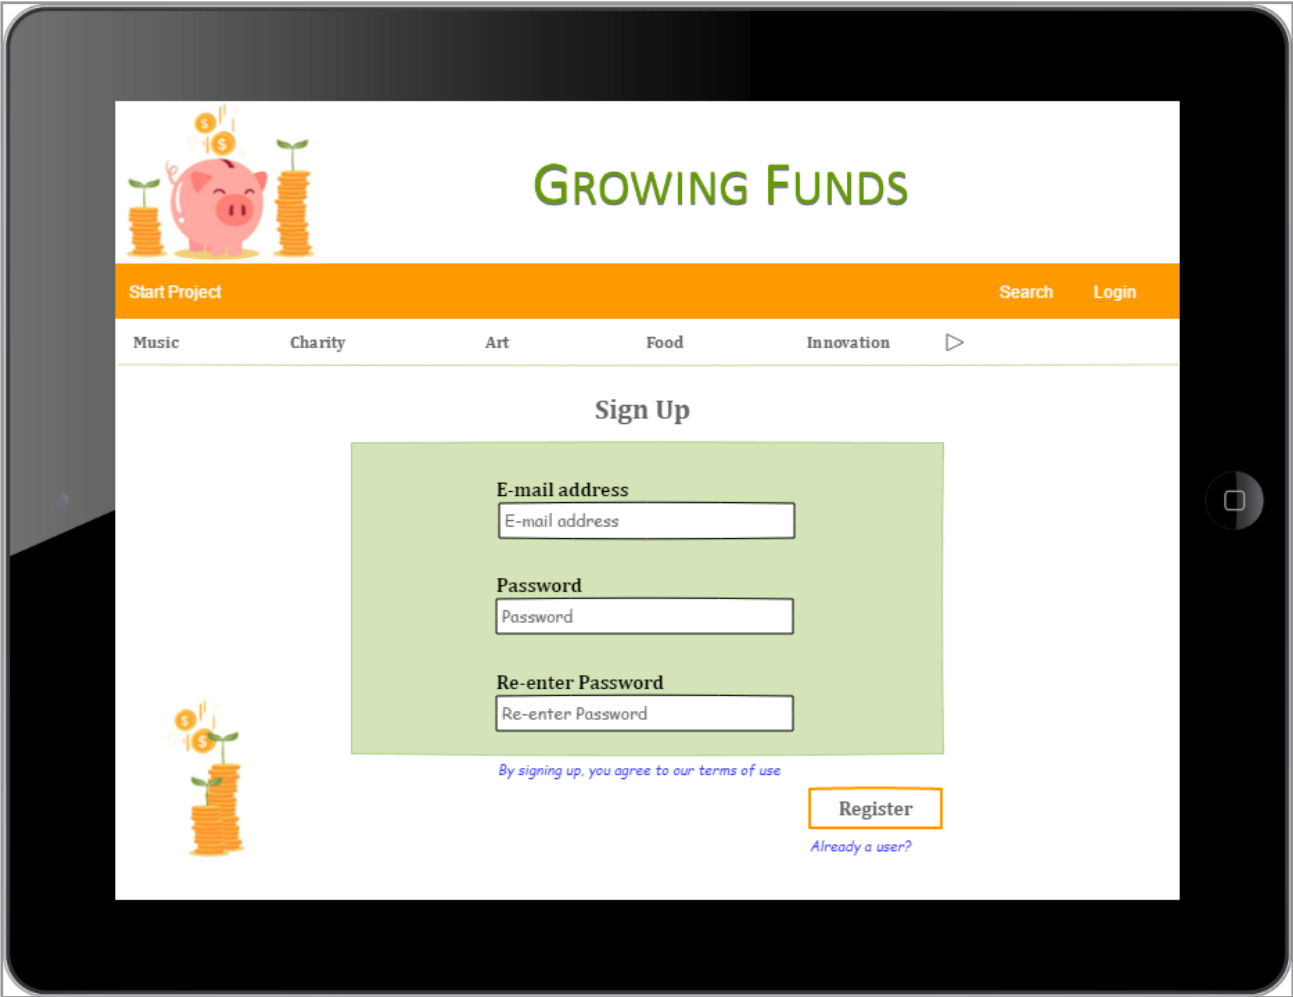 GROWING FUNDS
Start Project Search Login
Music Charity Art Food Innovation
Sign Up
E-mail address
E-mail address
Password
Password
Re-enter Password
Re-enter Password
By signing up, you agree to our terms of use
Register
Already a user?